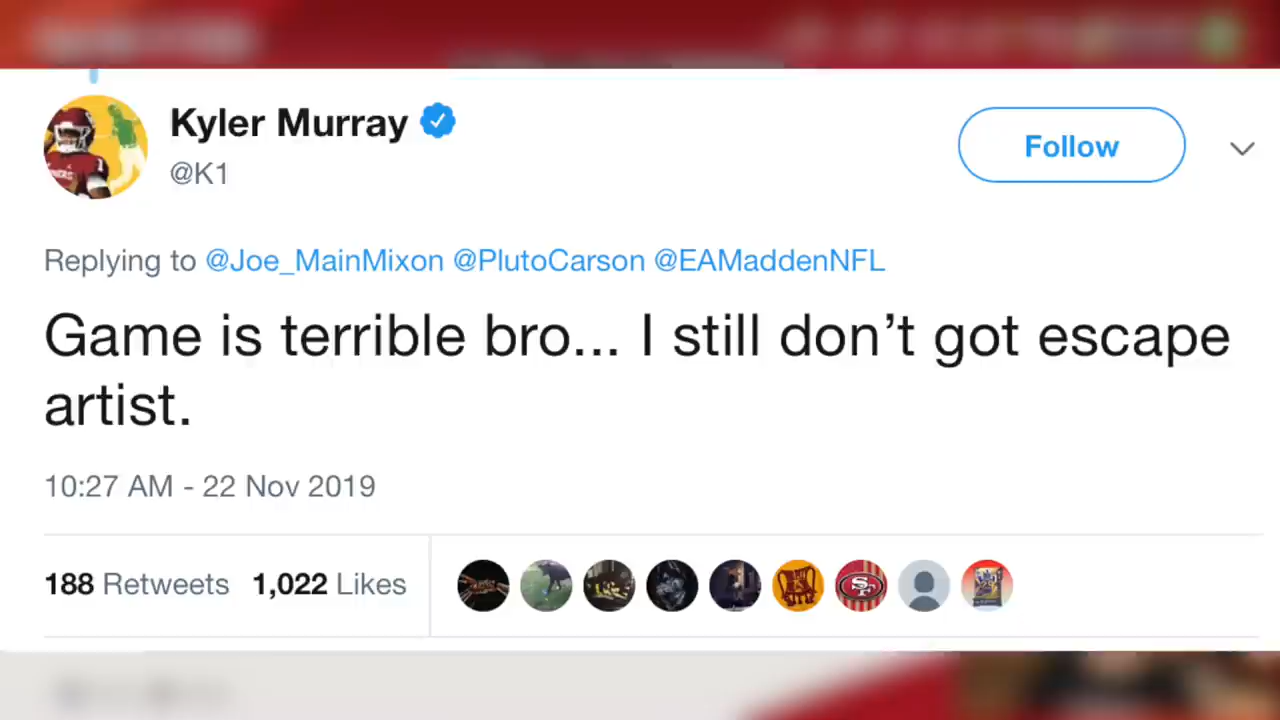 Kyler Murray
@K1
Follow
Replying to @Joe_MainMixon @PlutoCarson @EAMaddenNFL
Game is terrible bro... I still don’t got escape
artist.
10:27 AM - 22 Nov 2019
188 Retweets 1,022 Likes